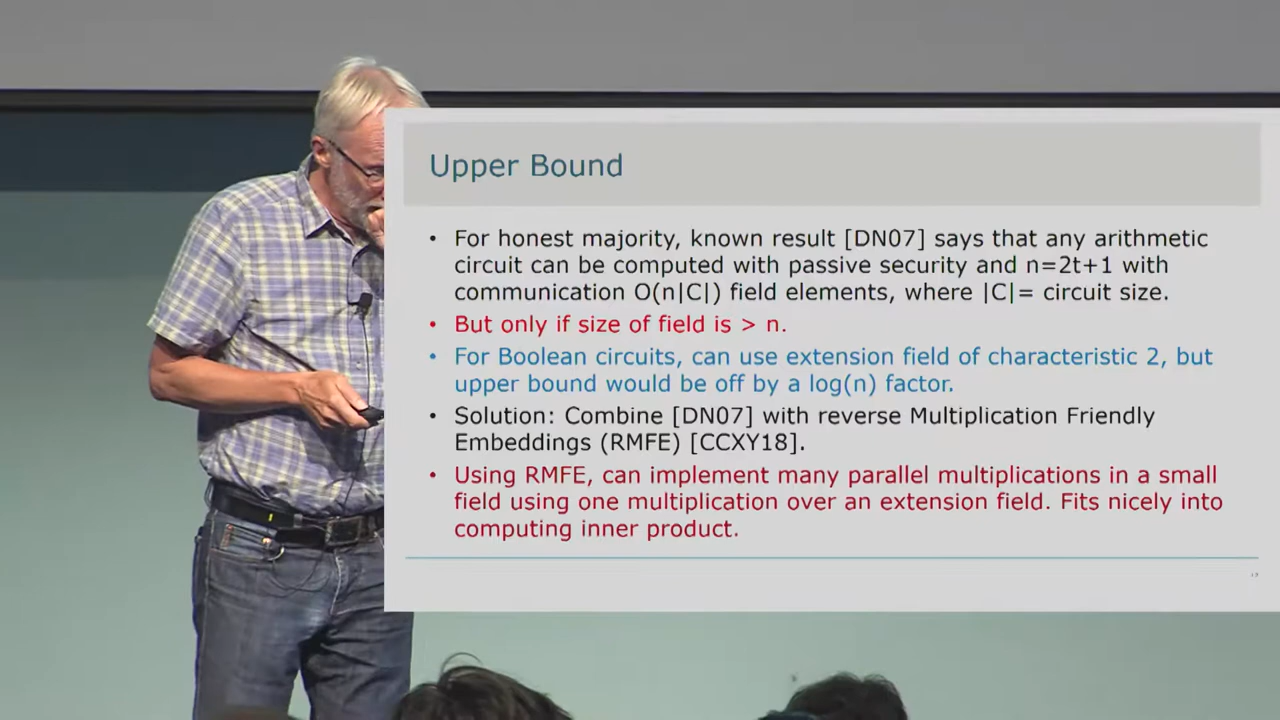 Upper Bound
• For honest majority, known result [DN07] says that any arithmetic
circuit can be computed with passive security and n=2t+1 with
communication O(n|C|) field elements, where |C|= circuit size.
• But only if size of field is > n.
• For Boolean circuits, can use extension field of characteristic 2, but
upper bound would be off by a log(n) factor.
• Solution: Combine [DN07] with reverse Multiplication Friendly
Embeddings (RMFE) [CCXY18].
• Using RMFE, can implement many parallel multiplications in a small
field using one multiplication over an extension field. Fits nicely into
computing inner product.